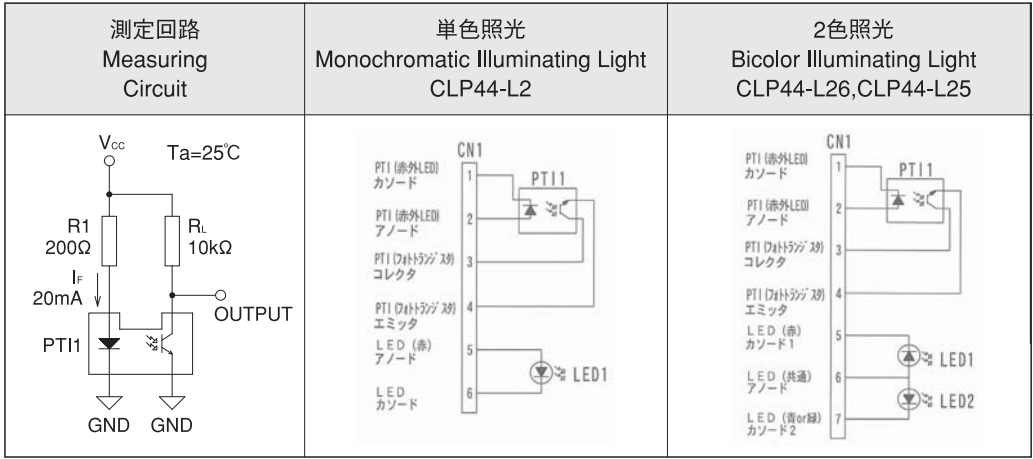 測定回路
Measuring
Circuit
単色照光
Monochromatic Illuminating Light
CLP44-L2
2色照光
Bicolor Illuminating Light
CLP44-L26,CLP44-L25
Vcc
Ta=25℃
R1
200Ω
RL
10kΩ
IF
20mA
OUTPUT
PTI1
GND
GND
CN1
PTI (赤外LED)
カソード
1
PTI1
PTI (赤外LED)
アノード
2
PTI (フォトトランジスタ)
コレクタ
3
PTI (フォトトランジスタ)
エミッタ
4
LED (赤)
アノード
5
LED1
LED
カソード
6
CN1
PTI (赤外LED)
カソード
1
PTI1
PTI (赤外LED)
アノード
2
PTI (フォトトランジスタ)
コレクタ
3
PTI (フォトトランジスタ)
エミッタ
4
LED (赤)
カソード1
5
LED1
LED (共通)
アノード
6
LED2
LED (青or緑)
カソード2
7